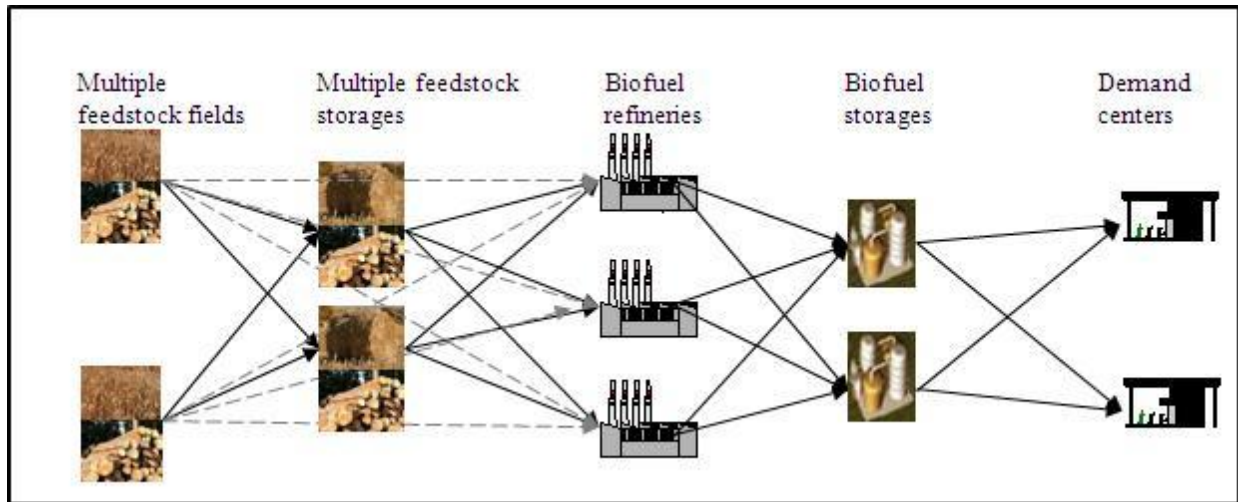 Multiple
feedstock fields
Multiple feedstock
storages
Biofuel
refineries
Biofuel
storages
Demand
centers